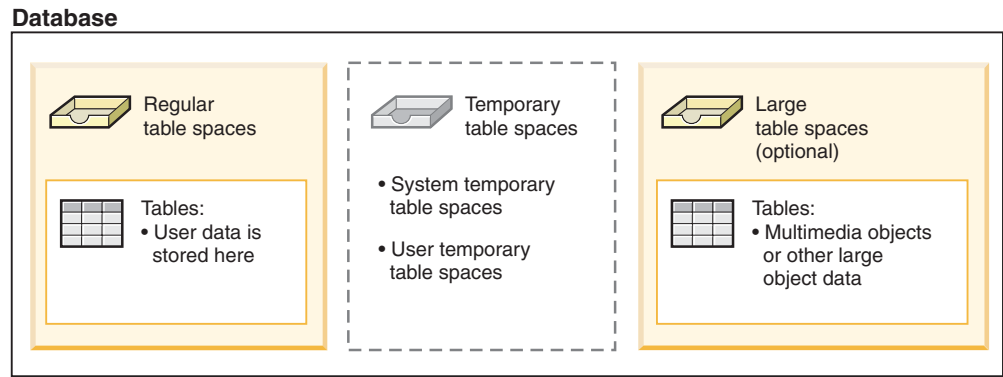 Database
Regular
table spaces
Tables:
• User data is
stored here
Temporary
table spaces
• System temporary
table spaces
• User temporary
table spaces
Large
table spaces
(optional)
Tables:
• Multimedia objects
or other large
object data